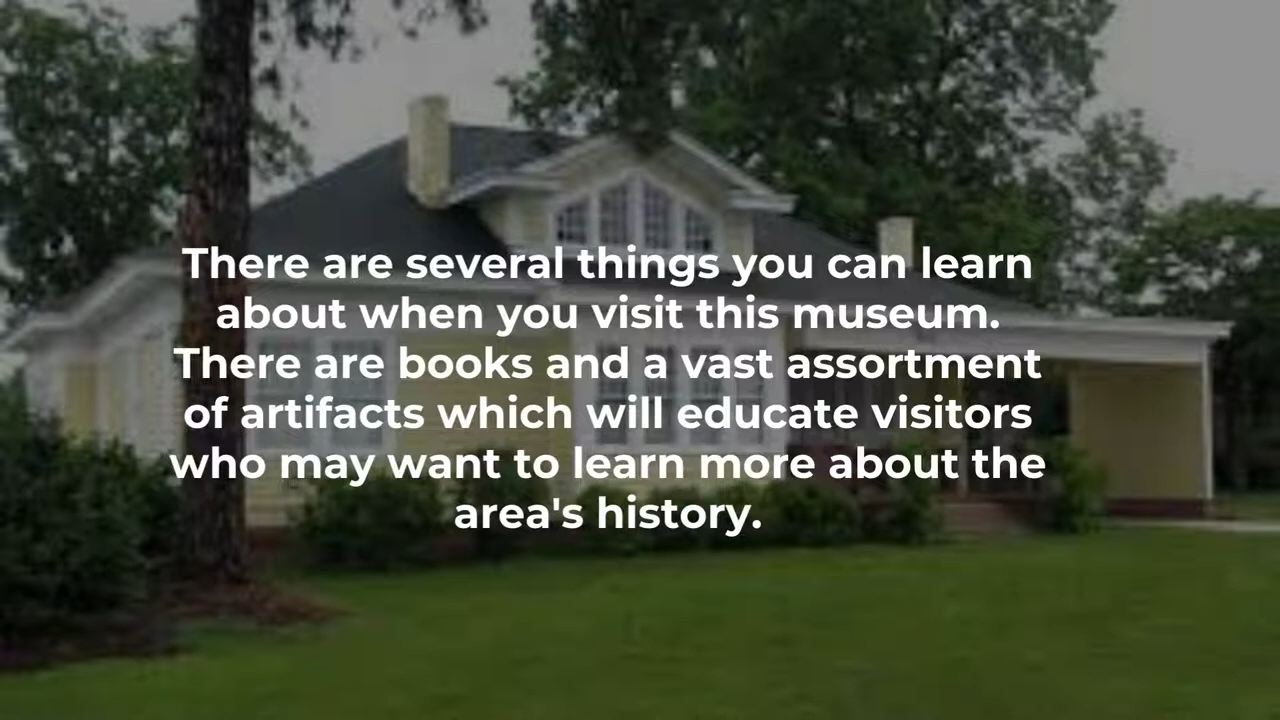 There are several things you can learn
about when you visit this museum.
There are books and a vast assortment
of artifacts which will educate visitors
who may want to learn more about the
area's history.